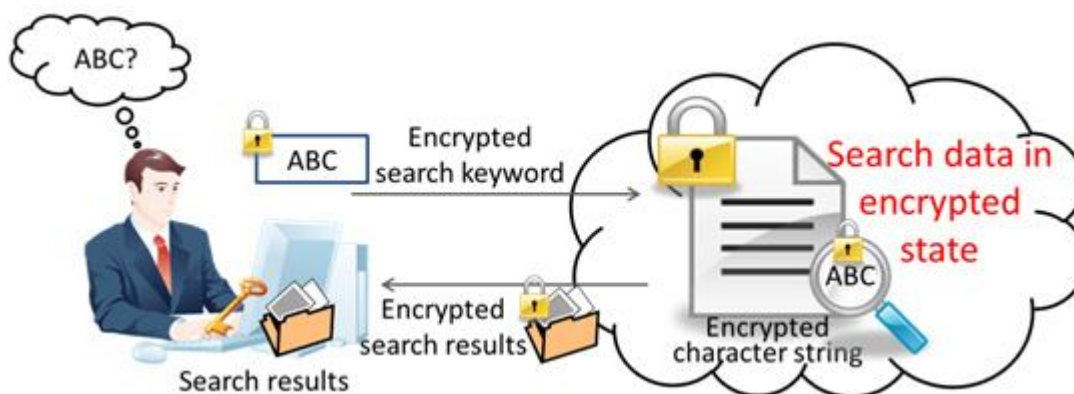 ABC?
ABC
Encrypted
search keyword
Search data in
encrypted
state
ABC
Encrypted
character string
Encrypted
search results
Search results